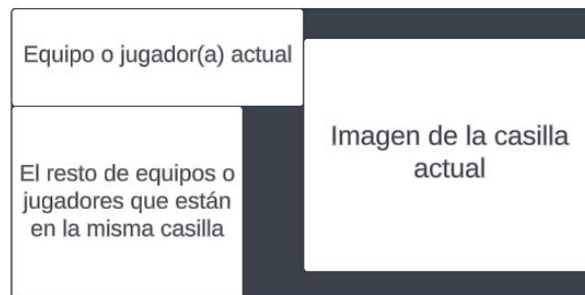 Equipo o jugador(a) actual
El resto de equipos o
jugadores que están
en la misma casilla
Imagen de la casilla
actual